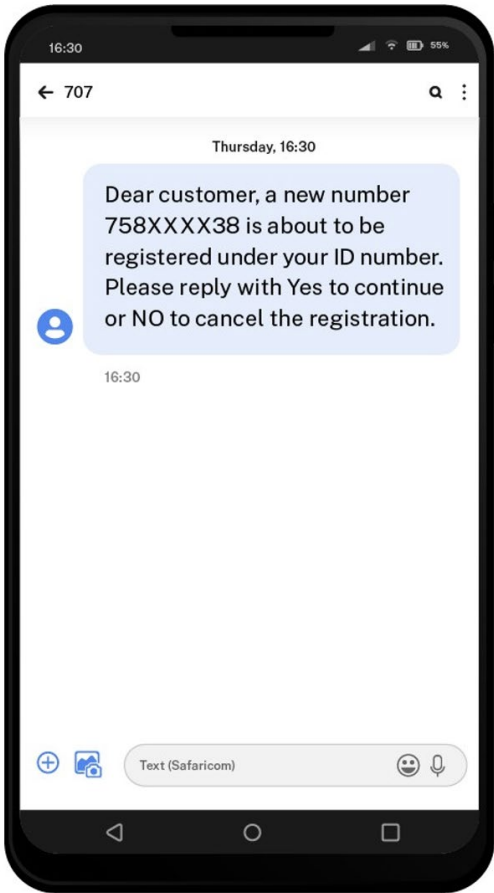 16:30
55%
707
Thursday, 16:30
Dear customer, a new number
758XXXX38 is about to be
registered under your ID number.
Please reply with Yes to continue
or NO to cancel the registration.
16:30
Text (Safaricom)